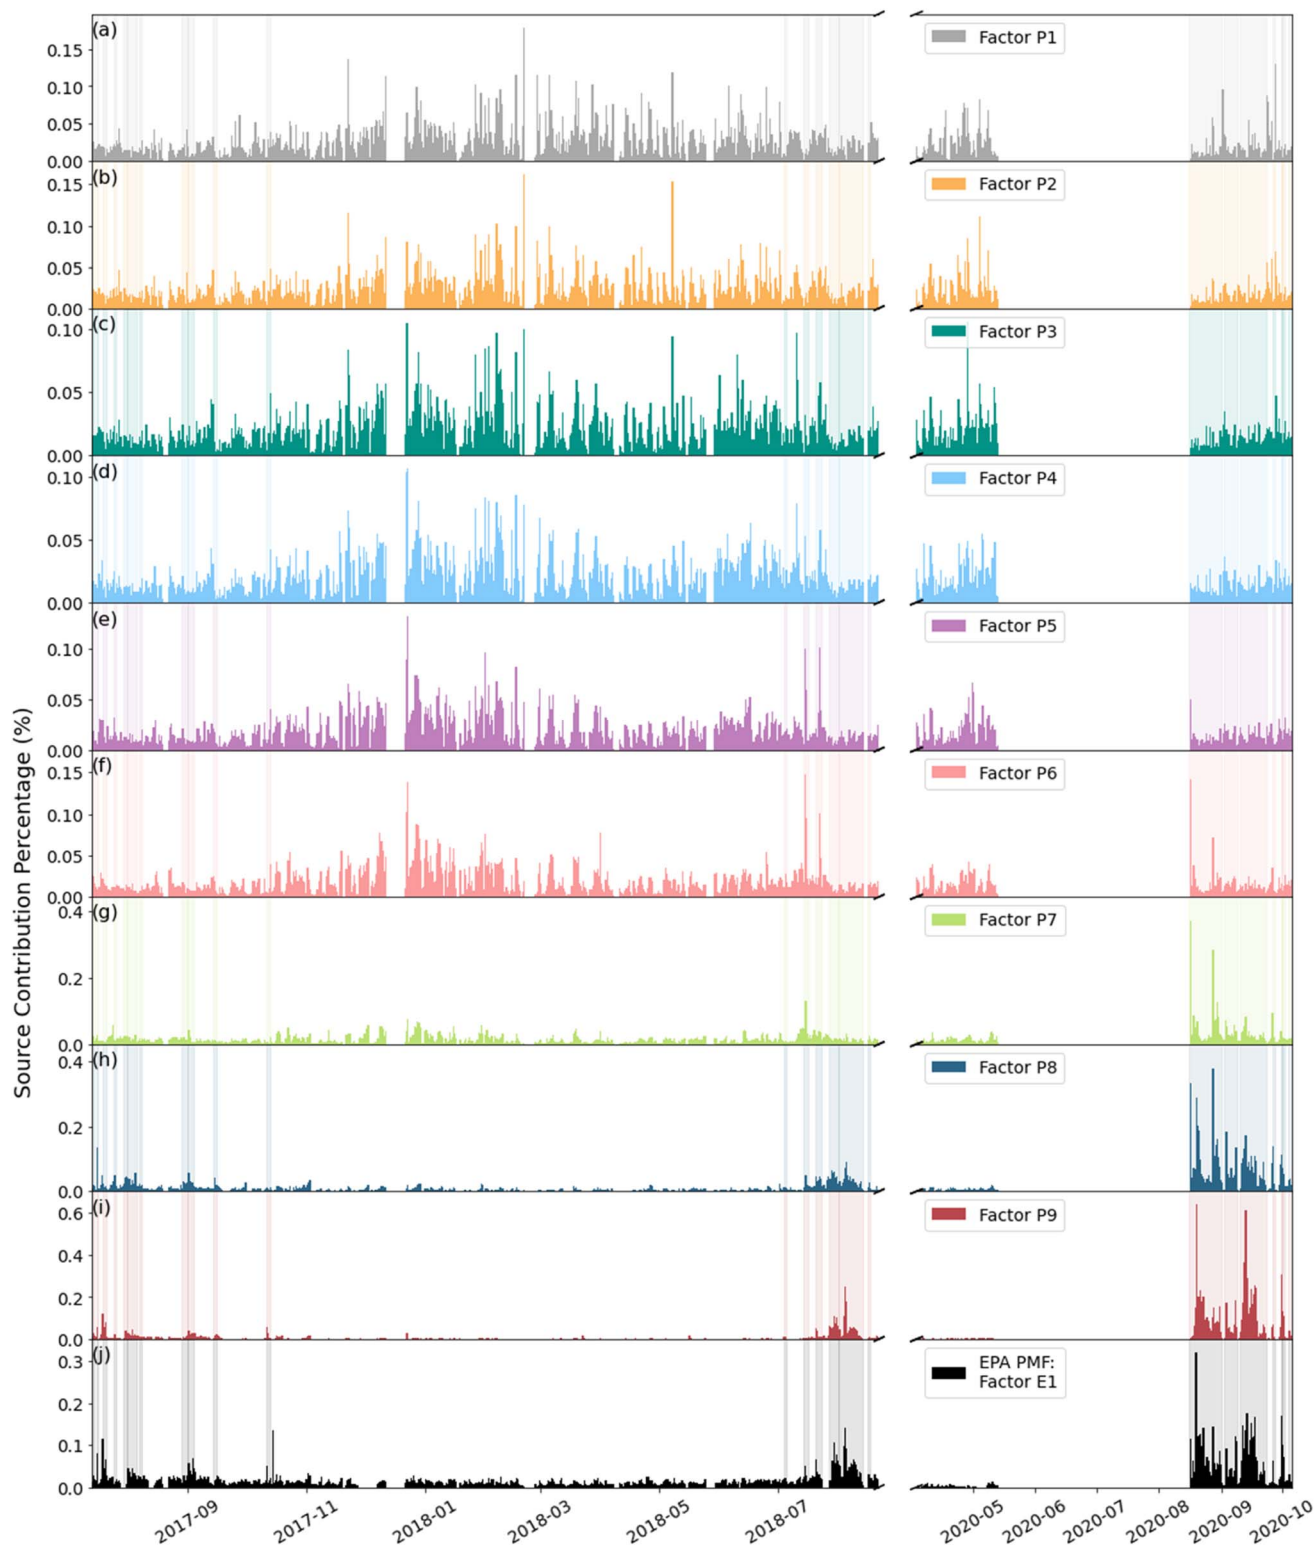 (a)
0.15
0.10
0.05
0.00
Factor P1
(b)
0.15
0.10
0.05
0.00
Factor P2
(c)
0.10
0.05
0.00
Factor P3
(d)
0.10
0.05
0.00
Factor P4
(e)
0.10
0.05
0.00
Factor P5
(f)
0.15
0.10
0.05
0.00
Factor P6
(g)
0.4
0.2
0.0
Factor P7
(h)
0.4
0.2
0.0
Factor P8
(i)
0.6
0.4
0.2
0.0
Factor P9
(j)
0.3
0.2
0.1
0.0
EPA PMF:
Factor E1
Source Contribution Percentage (%)
2017-09
2017-11
2018-01
2018-03
2018-05
2018-07
2020-05
2020-06
2020-07
2020-08
2020-09
2020-10